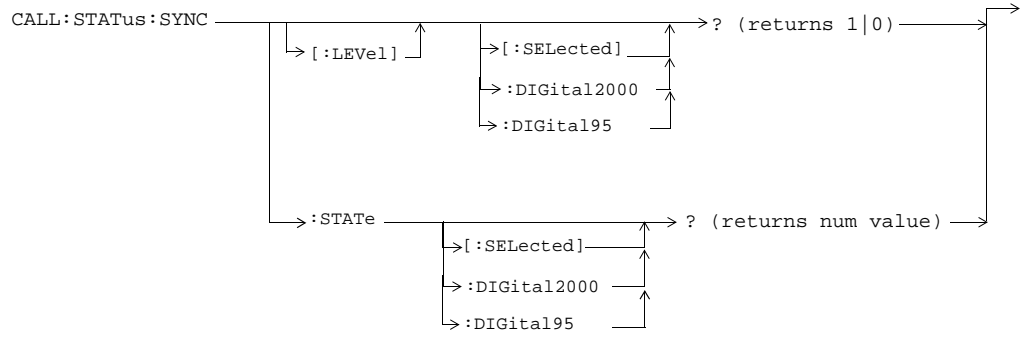 CALL:STATus:SYNC
? (returns 1|0)
[:LEVel]
[:SELected]
:DIGital2000
:DIGital95
:STATe
? (returns num value)
[:SELected]
:DIGital2000
:DIGital95